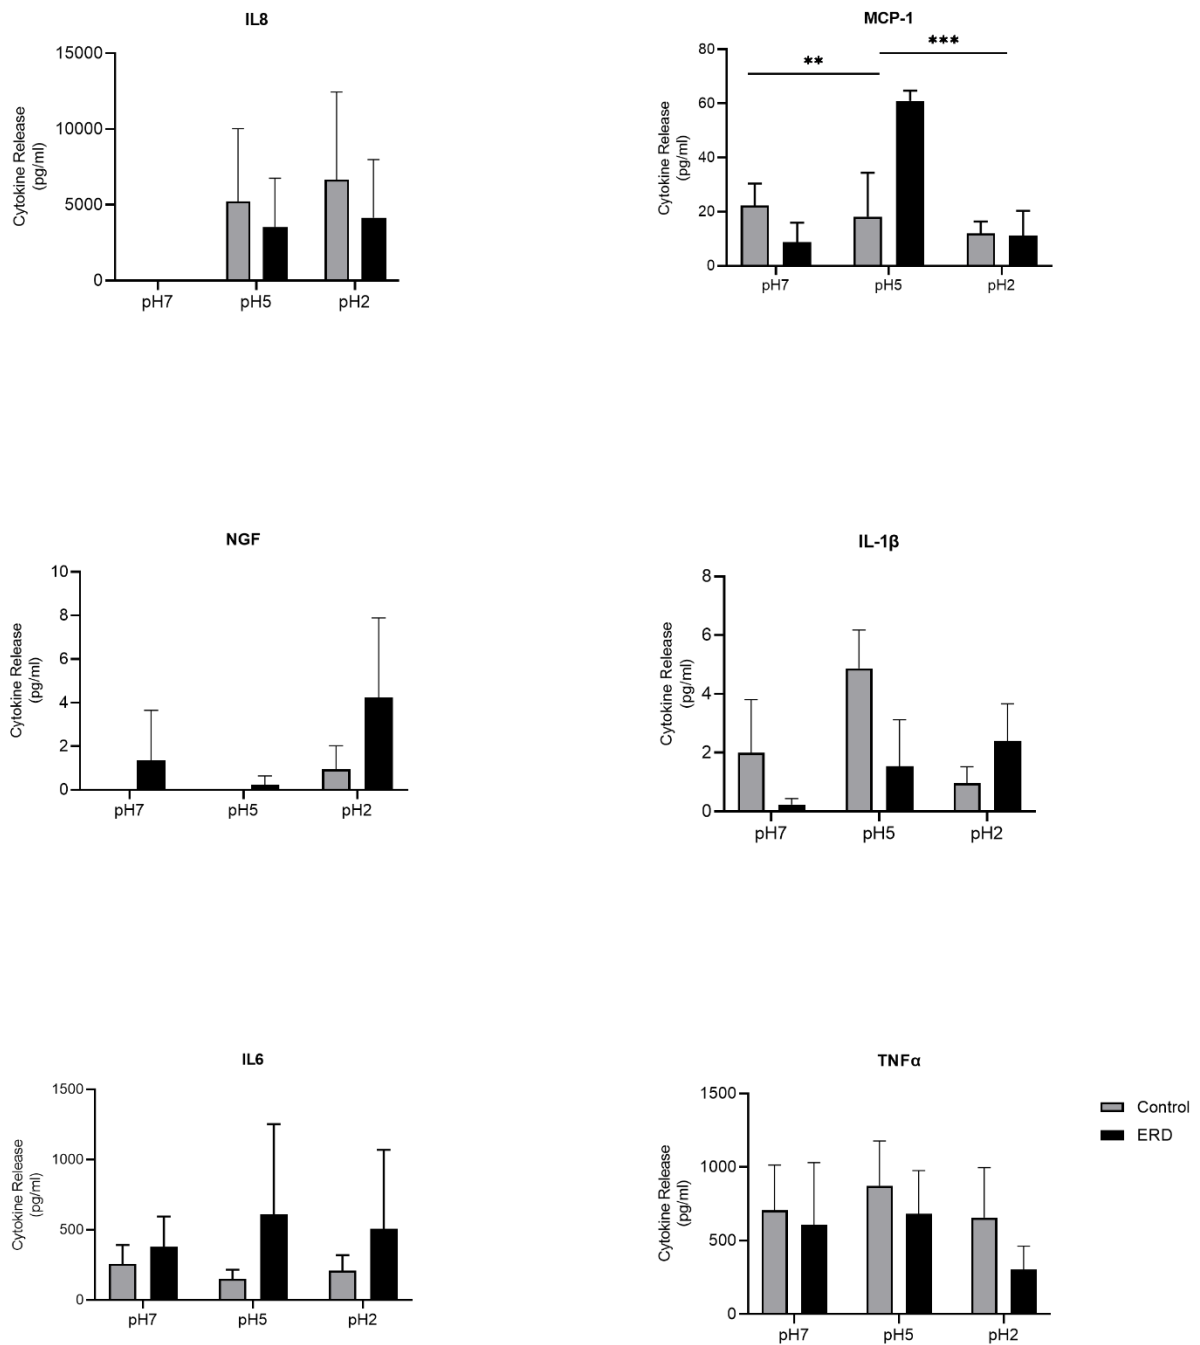 IL8
Cytokine Release
(pg/ml)
15000
10000
5000
0
pH7 pH5 pH2
MCP-1
Cytokine Release
(pg/ml)
80
60
40
20
0
** ***
pH7 pH5 pH2
NGF
Cytokine Release
(pg/ml)
10
8
6
4
2
0
pH7 pH5 pH2
IL-1β
Cytokine Release
(pg/ml)
8
6
4
2
0
pH7 pH5 pH2
IL6
Cytokine Release
(pg/ml)
1500
1000
500
0
pH7 pH5 pH2
TNFα
Cytokine Release
(pg/ml)
1500
1000
500
0
pH7 pH5 pH2
Control
ERD